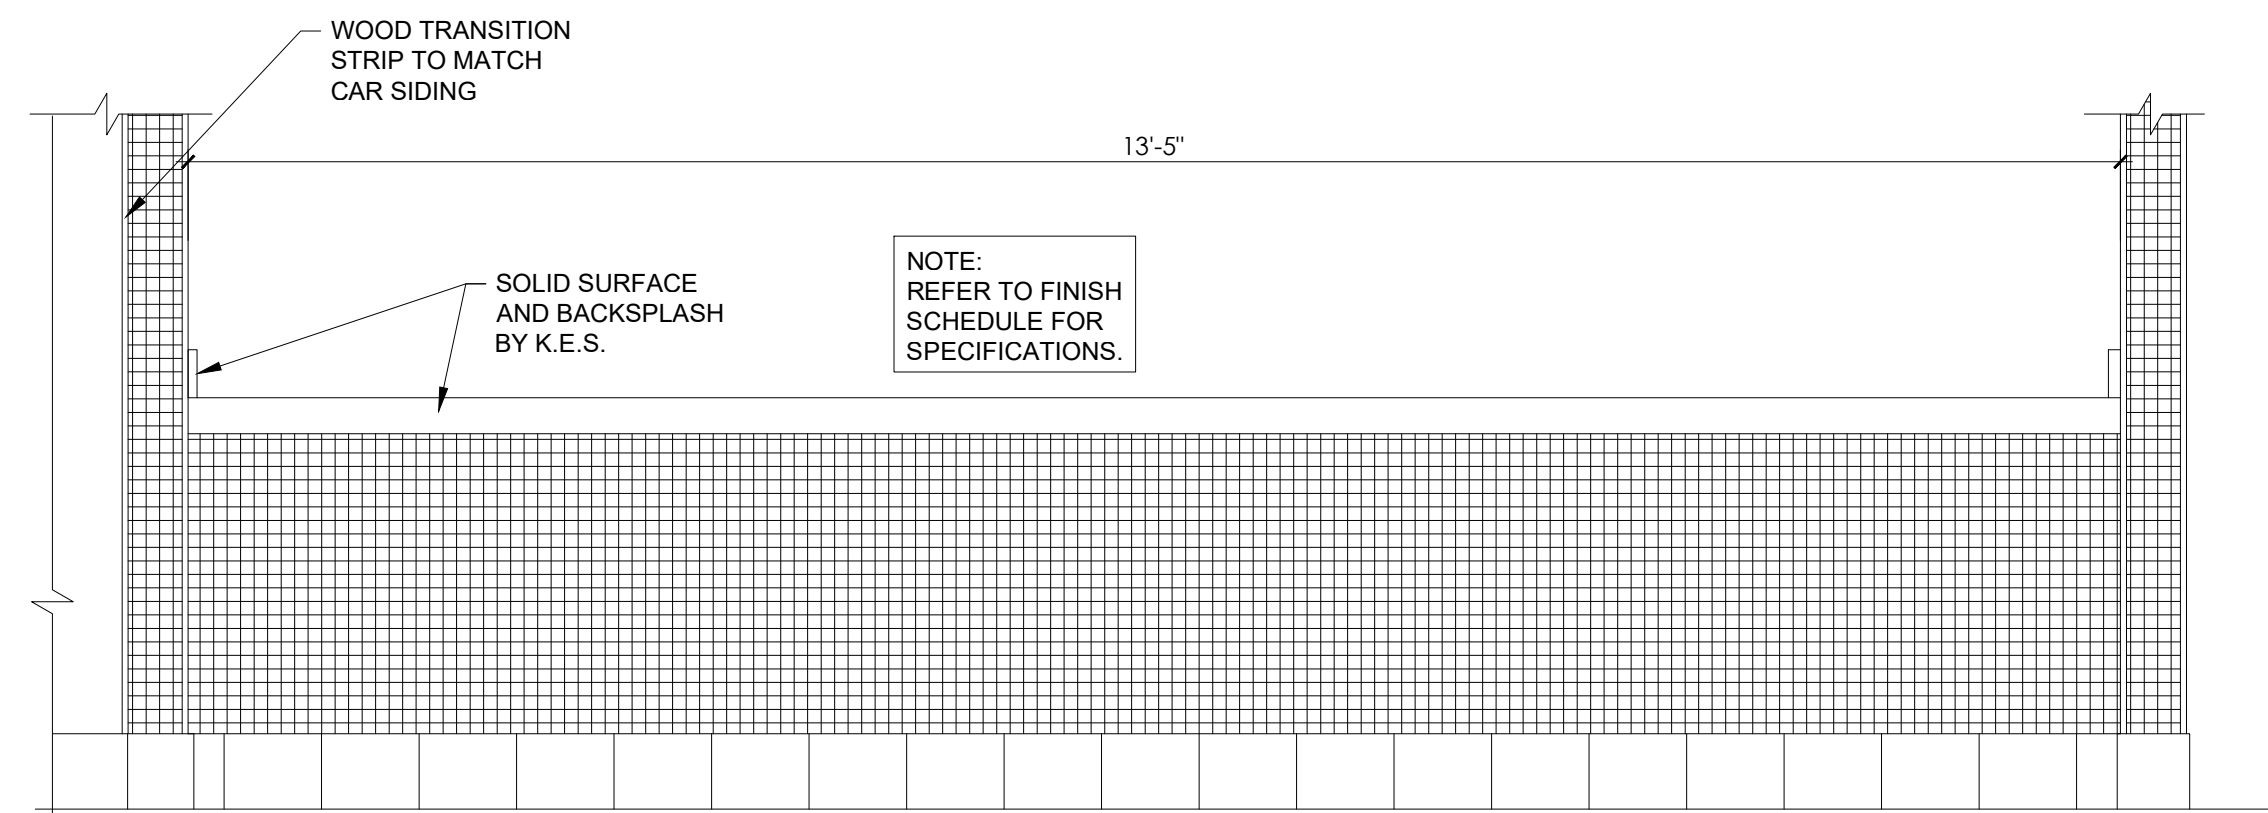 WOOD TRANSITION
STRIP TO MATCH
CAR SIDING
13'-5"
SOLID SURFACE
AND BACKSPLASH
BY K.E.S.
NOTE:
REFER TO FINISH
SCHEDULE FOR
SPECIFICATIONS.